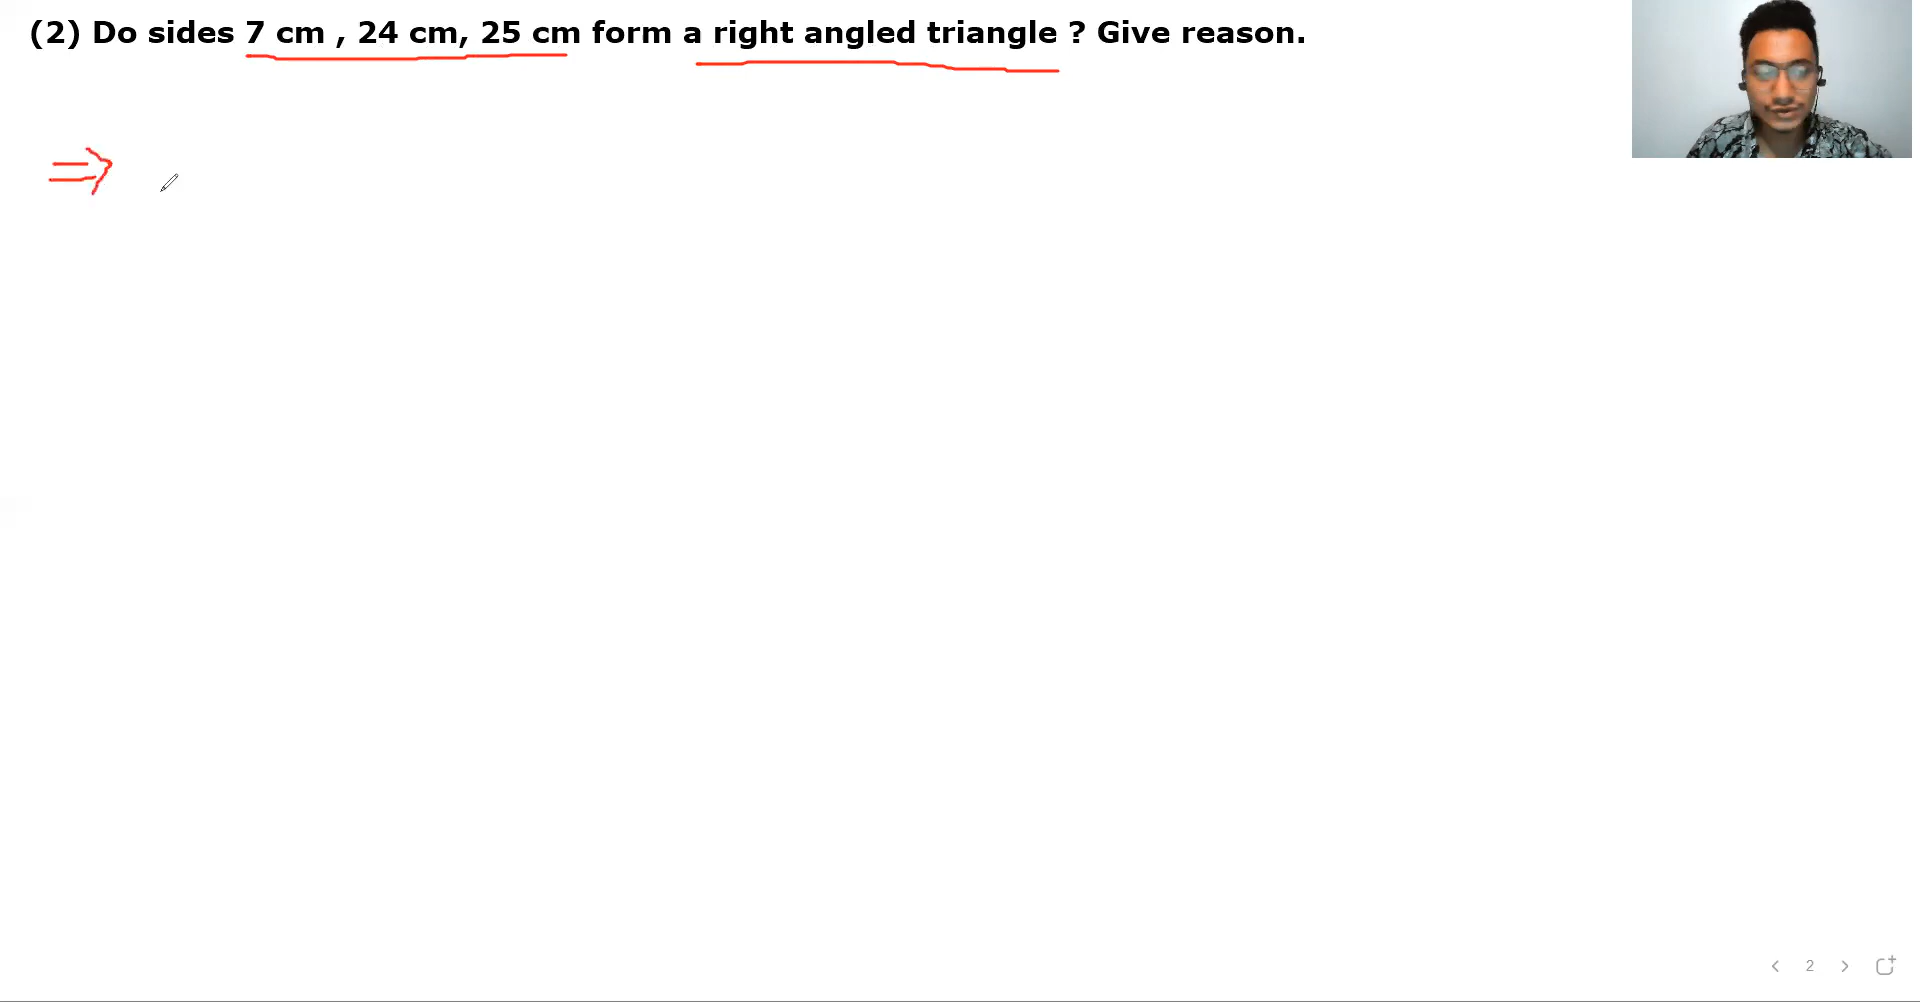 (2) Do sides 7 cm , 24 cm, 25 cm form a right angled triangle ? Give reason.
⇒
2